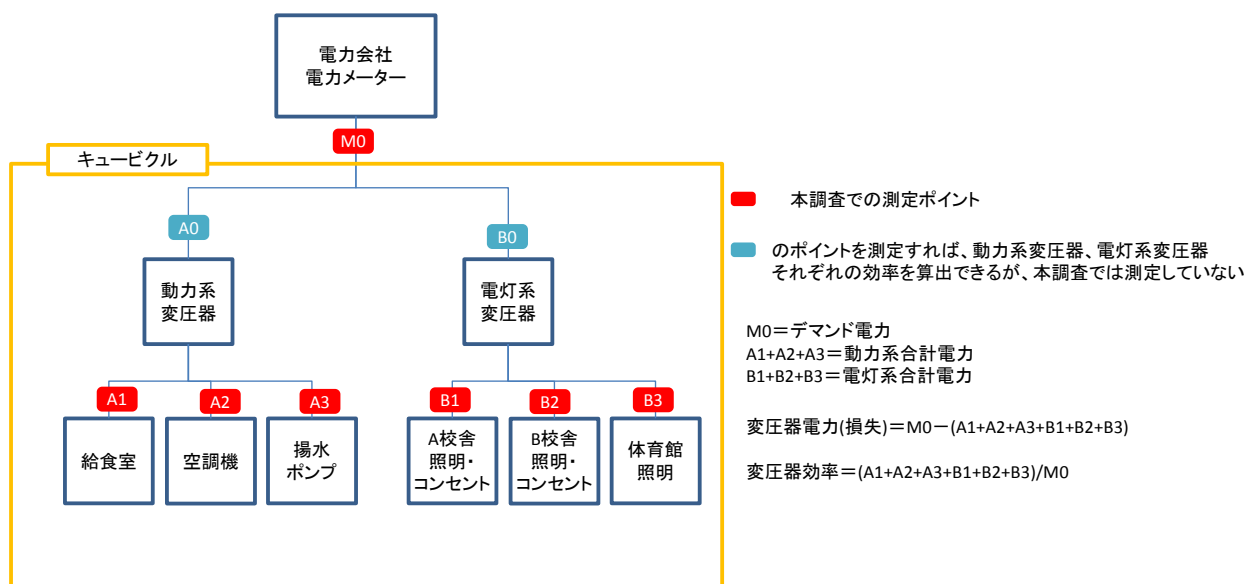 電力会社
電力メーター
M0
キュービクル
A0
B0
動力系
変圧器
電灯系
変圧器
A1
A2
A3
B1
B2
B3
給食室
空調機
揚水
ポンプ
A校舎
照明・
コンセント
B校舎
照明・
コンセント
体育館
照明
本調査での測定ポイント
のポイントを測定すれば、動力系変圧器、電灯系変圧器
それぞれの効率を算出できるが、本調査では測定していない
M0＝デマンド電力
A1+A2+A3＝動力系合計電力
B1+B2+B3＝電灯系合計電力
変圧器電力(損失)＝M0－(A1+A2+A3+B1+B2+B3)
変圧器効率＝(A1+A2+A3+B1+B2+B3)/M0